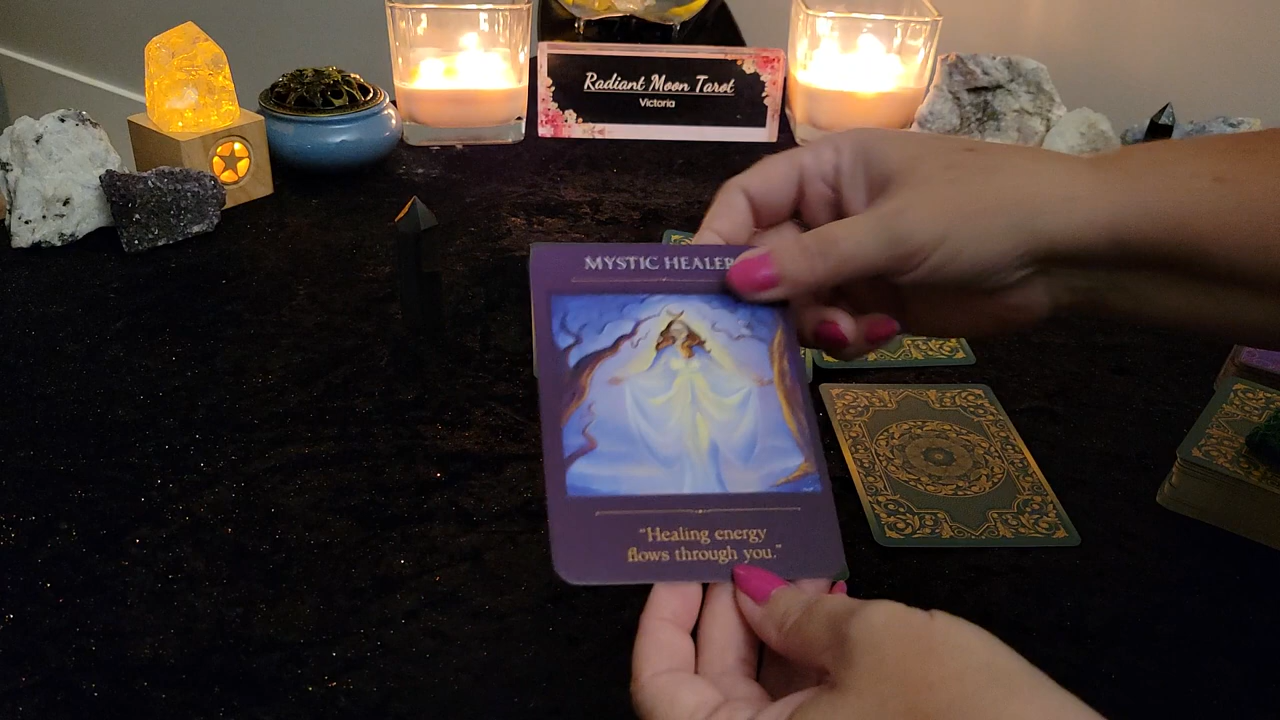 Radiant Moon Tarot
Victoria
MYSTIC HEALER
“Healing energy
flows through you.”